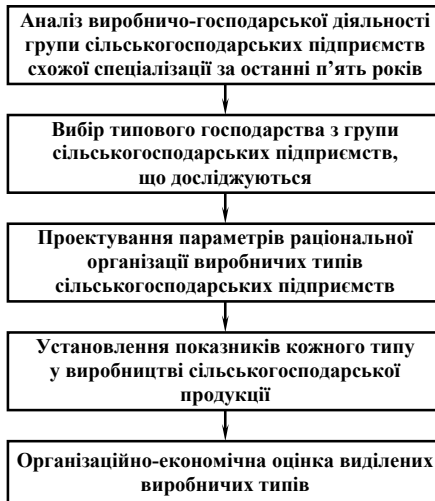 Аналіз виробничо-господарської діяльності
групи сільськогосподарських підприємств
схожої спеціалізації за останні п’ять років
Вибір типового господарства з групи
сільськогосподарських підприємств,
що досліджуються
Проектування параметрів раціональної
організації виробничих типів
сільськогосподарських підприємств
Установлення показників кожного типу
у виробництві сільськогосподарської
продукції
Організаційно-економічна оцінка виділених
виробничих типів